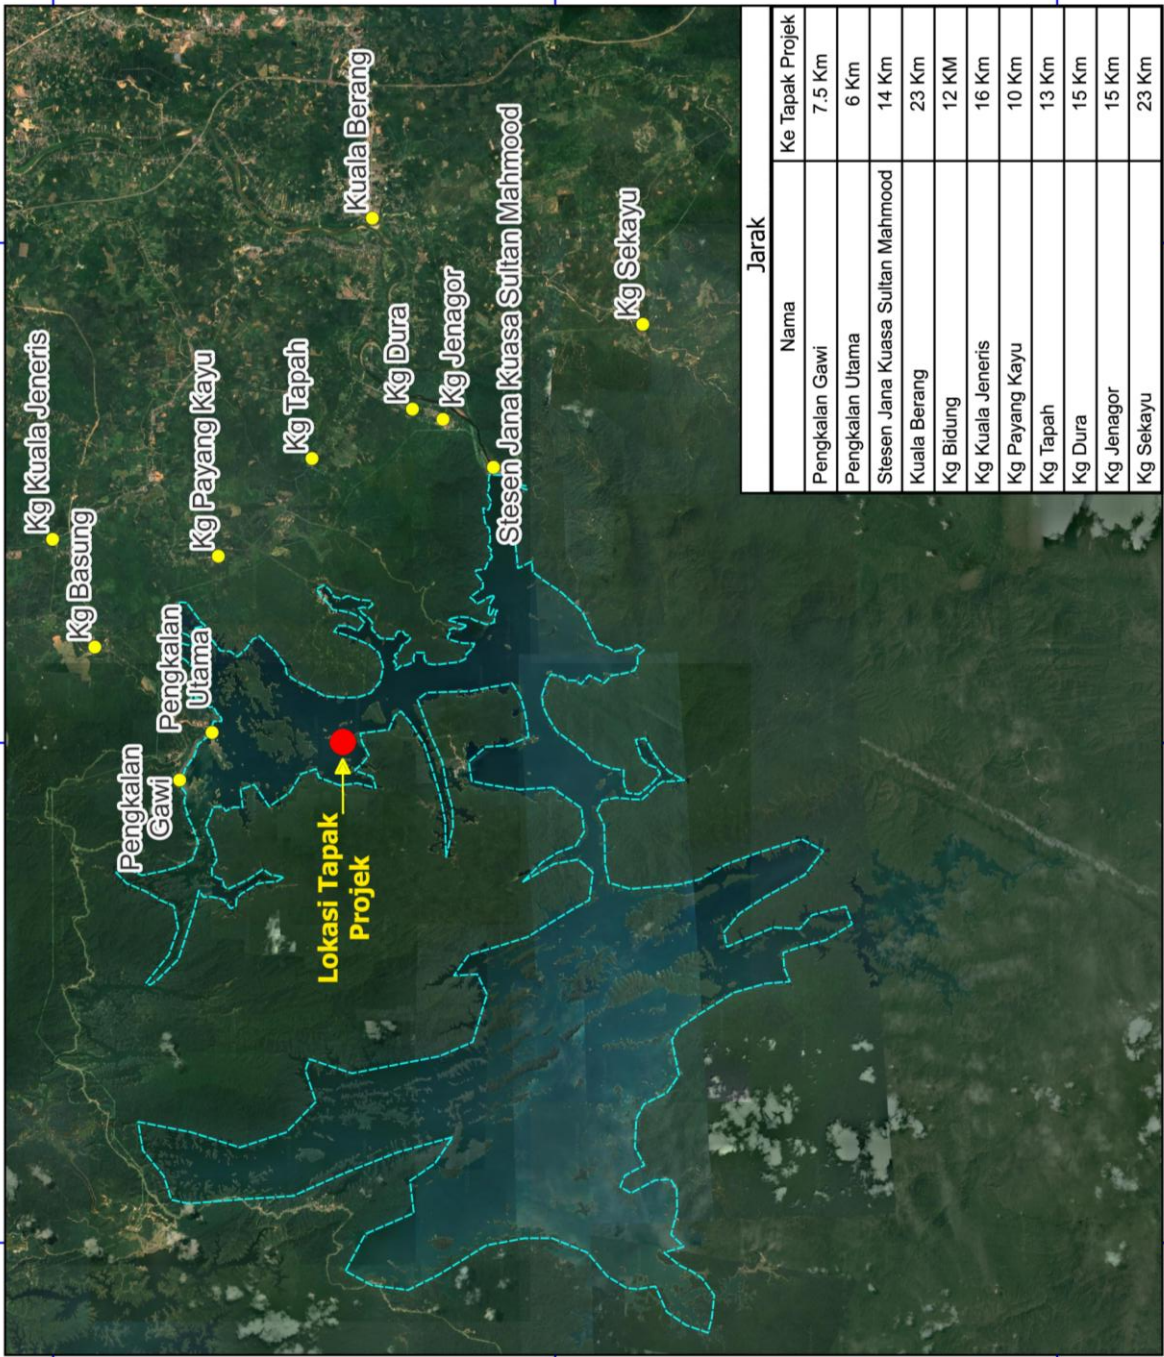 Kg Kuala Jeneris
Kg Basung
Pengkalan
Utama
Pengkalan
Gawi
Kg Payang Kayu
Kg Tapah
Lokasi Tapak
Projek
Kuala Berang
Kg Dura
Kg Jenagor
Stesen Jana Kuasa Sultan Mahmood
Kg Sekayu
Jarak
Nama Ke Tapak Projek
Pengkalan Gawi 7.5 Km
Pengkalan Utama 6 Km
Stesen Jana Kuasa Sultan Mahmood 14 Km
Kuala Berang 23 Km
Kg Bidung 12 KM
Kg Kuala Jeneris 16 Km
Kg Payang Kayu 10 Km
Kg Tapah 13 Km
Kg Dura 15 Km
Kg Jenagor 15 Km
Kg Sekayu 23 Km